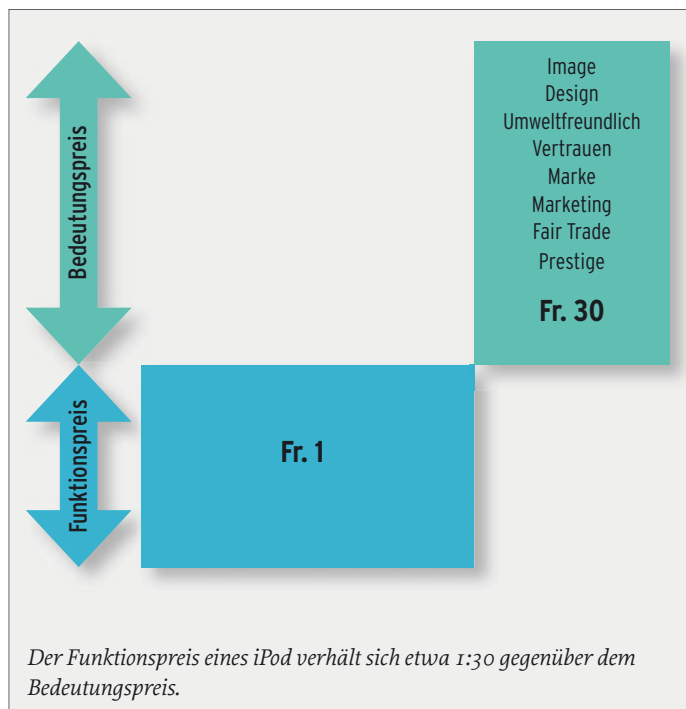 Bedeutungspreis
Image
Design
Umweltfreundlich
Vertrauen
Marke
Marketing
Fair Trade
Prestige
Fr. 30
Funktionspreis
Fr. 1
Der Funktionspreis eines iPod verhält sich etwa 1:30 gegenüber dem
Bedeutungspreis.